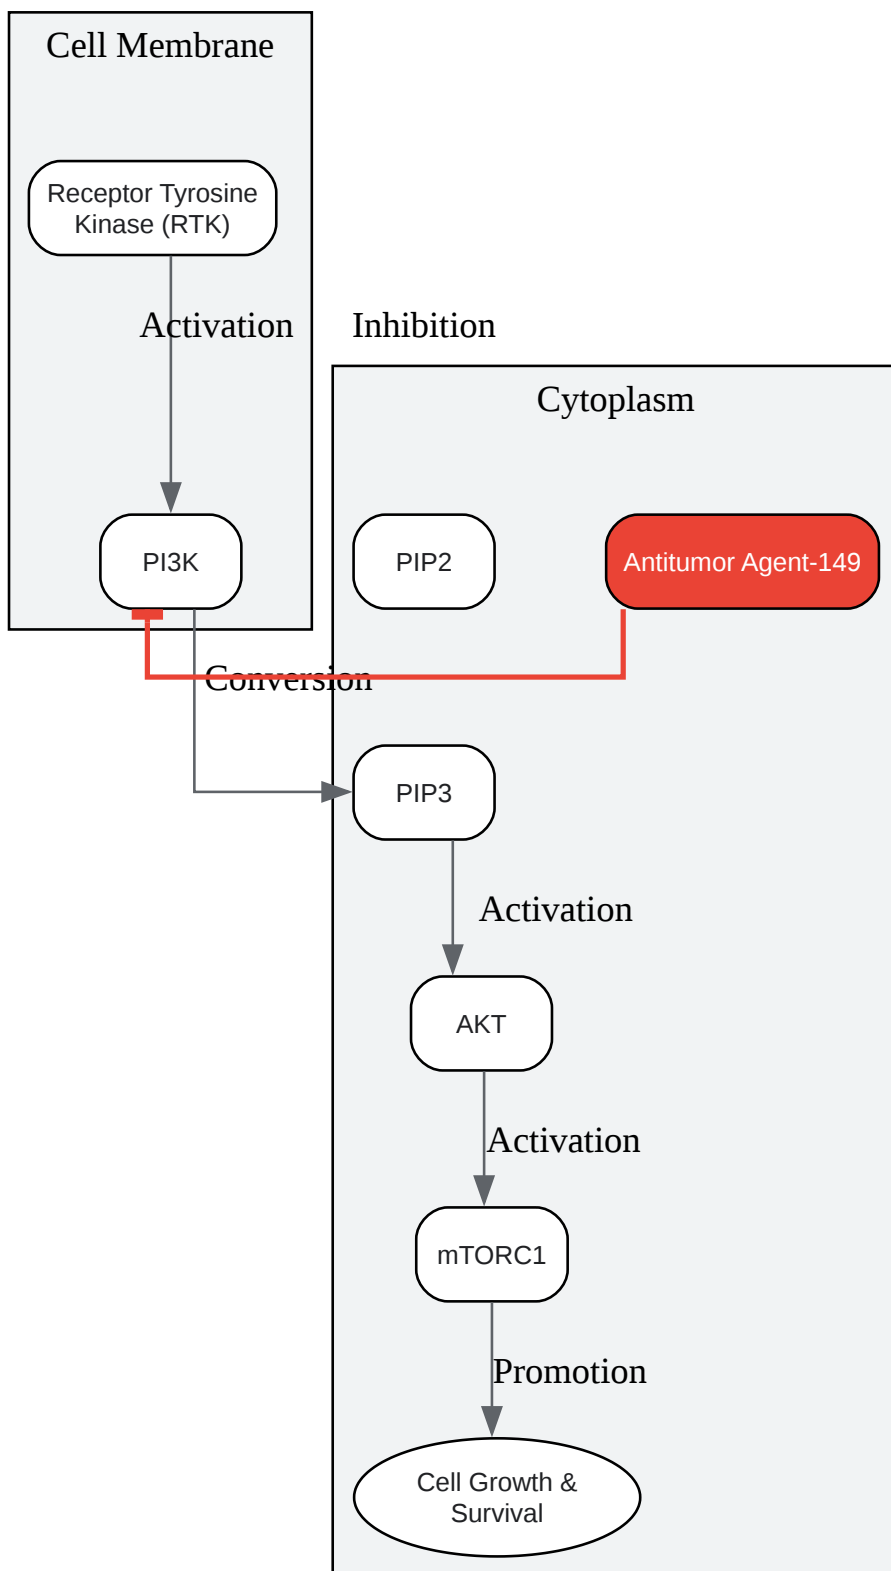 Cell Membrane
Receptor Tyrosine
Kinase (RTK)
Activation
Inhibition
Cytoplasm
PI3K
PIP2
Antitumor Agent-149
Conversion
PIP3
Activation
AKT
Activation
mTORC1
Promotion
Cell Growth &
Survival